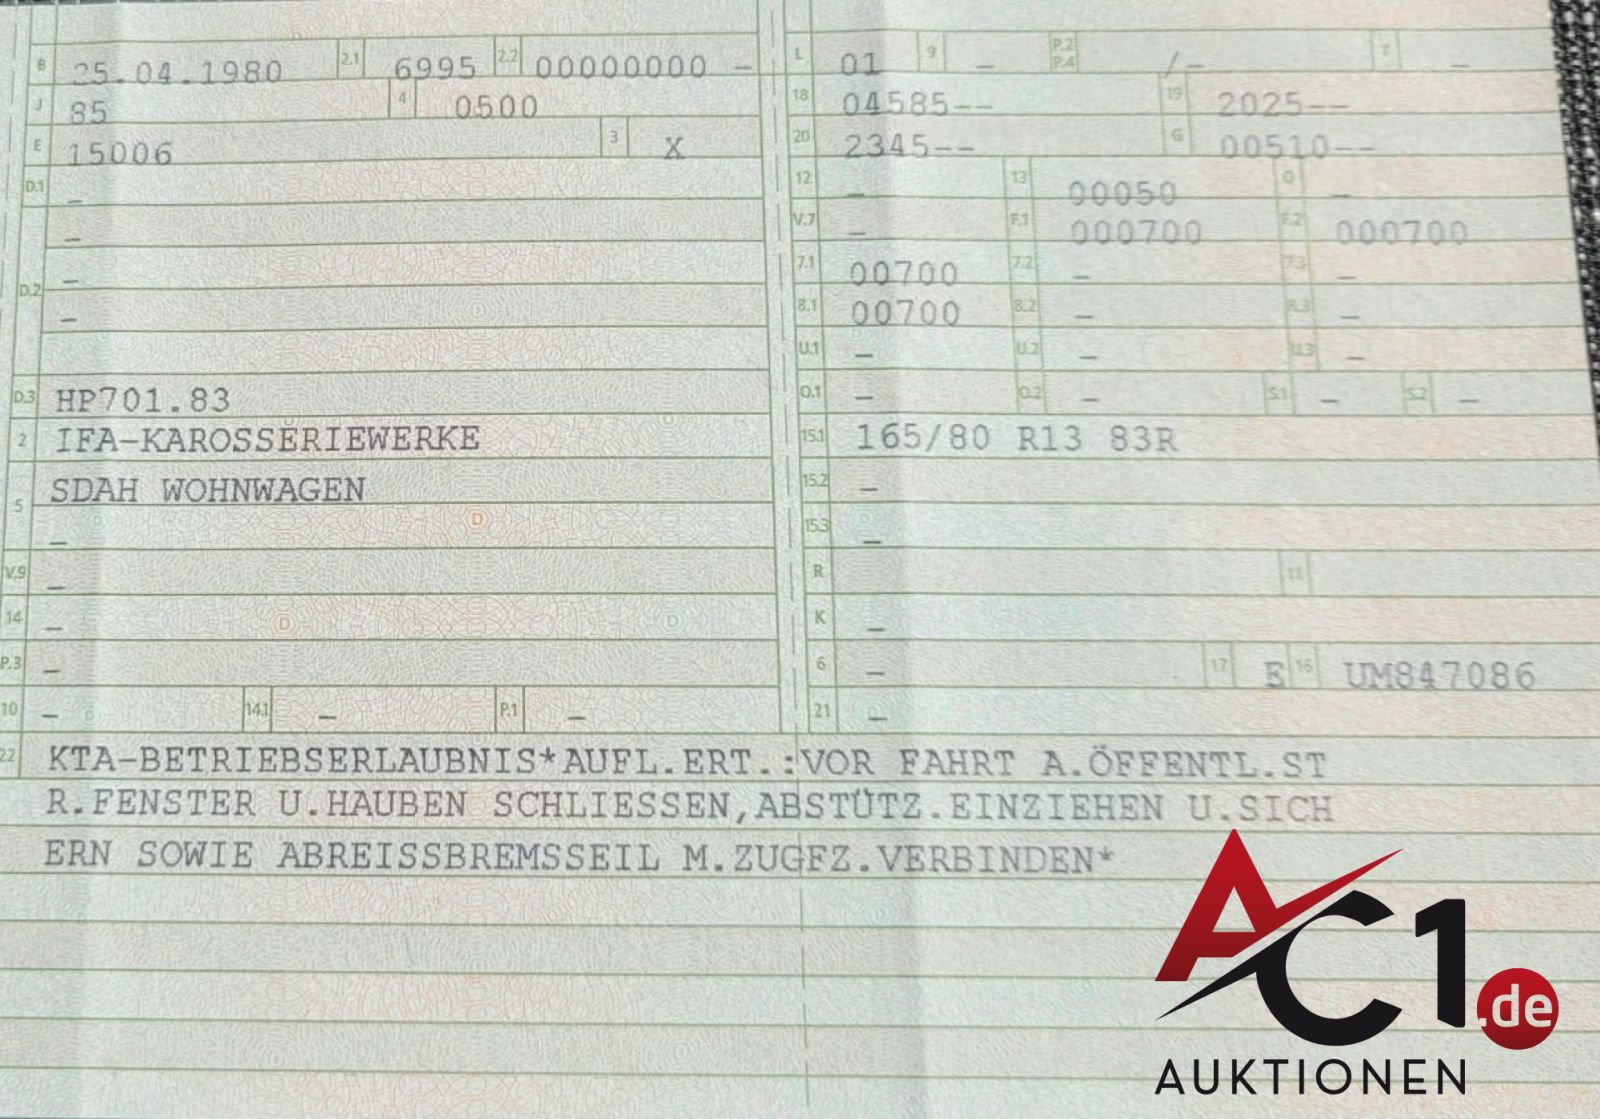 B 25.04.1980 2.1 6995 2.2 00000000 – L 01 9 – P.2 P.4 /– T –
J 85 4 0500 18 04585-- 19 2025--
E 15006 3 X 20 2345-- G 00510--
D.1 – 12 – 13 00050 Q –
– V.7 – F.1 000700 F.2 000700
D.2 – 7.1 00700 7.2 – 7.3 –
– 8.1 00700 8.2 – 8.3 –
U.1 – U.2 – U.3 –
D.3 HP701.83 O.1 – O.2 – S.1 – S.2 –
2 IFA-KAROSSERIEWERKE 15.1 165/80 R13 83R
5 SDAH WOHNWAGEN 15.2 –
– 15.3 –
V.9 – R 11
14 – K –
P.3 – 6 – 17 E 16 UM847086
10 – 14.1 – P.1 – 21 –
22 KTA-BETRIEBSERLAUBNIS*AUFL.ERT.:VOR FAHRT A.ÖFFENTL.ST
R.FENSTER U.HAUBEN SCHLIESSEN,ABSTÜTZ.EINZIEHEN U.SICH
ERN SOWIE ABREISSBREMSSEIL M.ZUGFZ.VERBINDEN*
AC1.de
AUKTIONEN